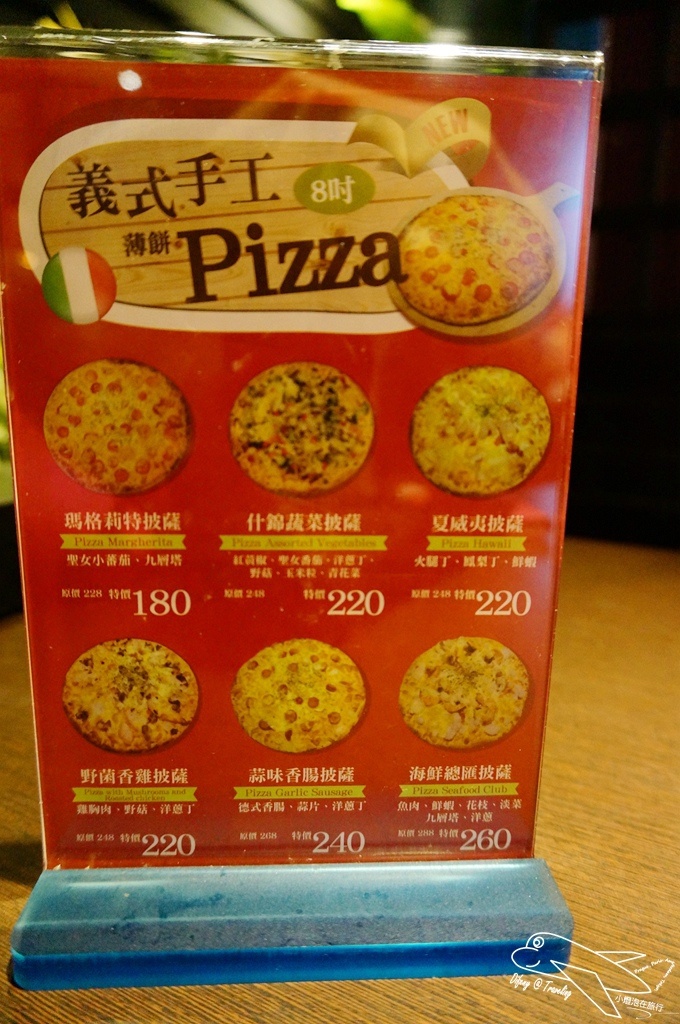 NEW
義式手工 8吋
薄餅 Pizza
瑪格莉特披薩
Pizza Margherita
聖女小蕃茄、九層塔
原價 228 特價 180
什錦蔬菜披薩
Pizza Assorted Vegetables
紅黃椒、聖女番茄、洋蔥丁、
野菇、玉米粒、青花菜
原價 248 特價 220
夏威夷披薩
Pizza Hawaii
火腿丁、鳳梨丁、鮮蝦
原價 248 特價 220
野菌香雞披薩
Pizza with Mushrooms and
Roasted chicken
雞胸肉、野菇、洋蔥丁
原價 248 特價 220
蒜味香腸披薩
Pizza Garlic Sausage
德式香腸、蒜片、洋蔥丁
原價 268 特價 240
海鮮總匯披薩
Pizza Seafood Club
魚肉、鮮蝦、花枝、淡菜
九層塔、洋蔥
原價 288 特價 260
@ Traveling
小腹泡在旅行